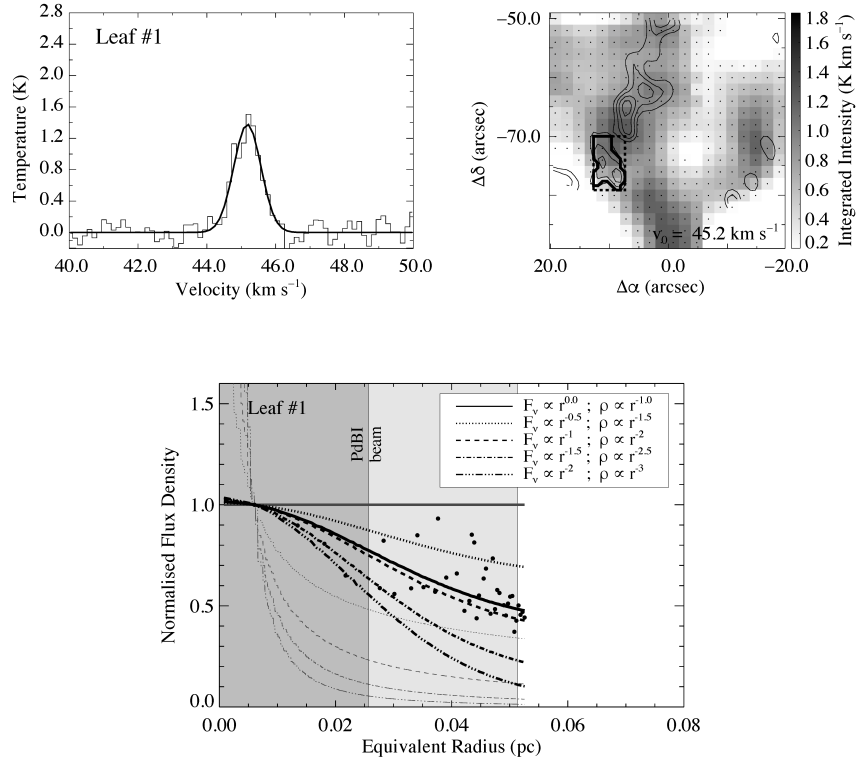 Leaf #1
Temperature (K)
2.8
2.4
2.0
1.6
1.2
0.8
0.4
0.0
40.0 42.0 44.0 46.0 48.0 50.0
Velocity (km s⁻¹)
Δδ (arcsec)
−50.0
−70.0
v₀ = 45.2 km s⁻¹
20.0 0.0 −20.0
Δα (arcsec)
1.8
1.6
1.4
1.2
1.0
0.8
0.6
0.4
0.2
Integrated Intensity (K km s⁻¹)
Leaf #1
PdBI
beam
F_ν ∝ r^0.0 ; ρ ∝ r^-1.0
F_ν ∝ r^-0.5 ; ρ ∝ r^-1.5
F_ν ∝ r^-1 ; ρ ∝ r^-2
F_ν ∝ r^-1.5 ; ρ ∝ r^-2.5
F_ν ∝ r^-2 ; ρ ∝ r^-3
Normalised Flux Density
1.5
1.0
0.5
0.0
0.00 0.02 0.04 0.06 0.08
Equivalent Radius (pc)